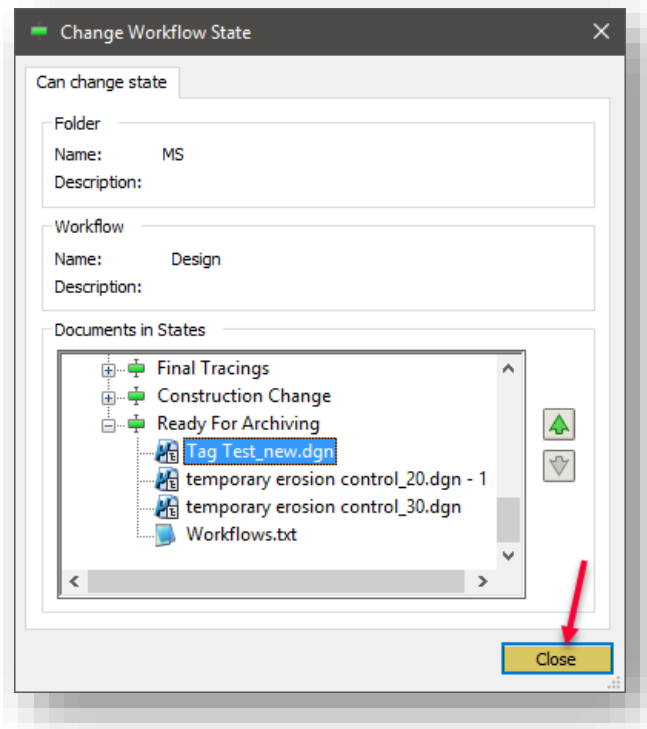 Change Workflow State
Can change state
Folder
Name: MS
Description:
Workflow
Name: Design
Description:
Documents in States
Final Tracings
Construction Change
Ready For Archiving
Tag Test_new.dgn
temporary erosion control_20.dgn - 1
temporary erosion control_30.dgn
Workflows.txt
Close